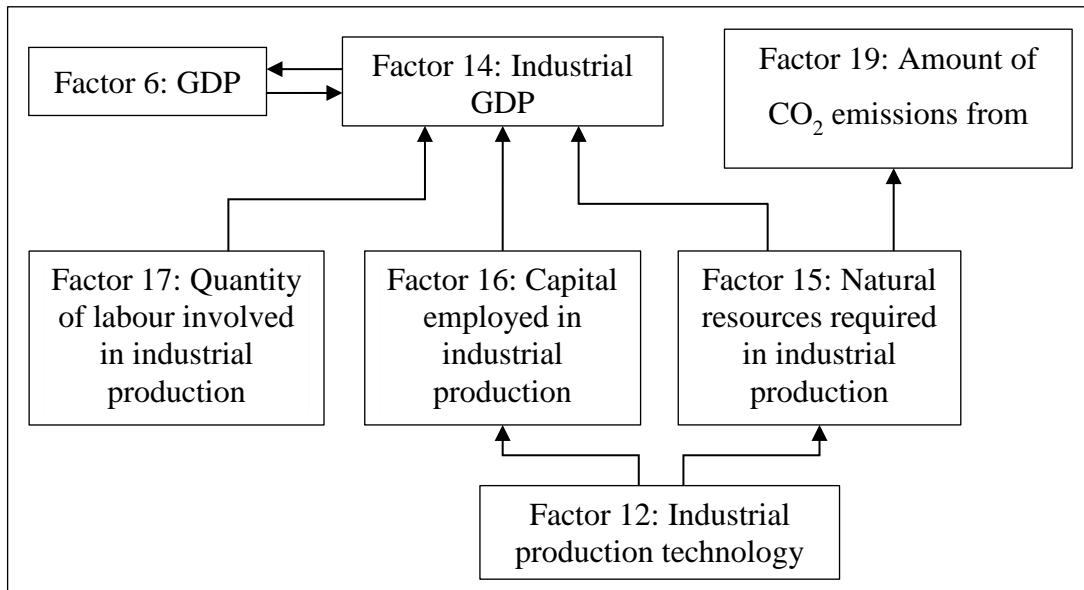 Factor 6: GDP
Factor 14: Industrial
GDP
Factor 19: Amount of
CO₂ emissions from
Factor 17: Quantity
of labour involved
in industrial
production
Factor 16: Capital
employed in
industrial
production
Factor 15: Natural
resources required
in industrial
production
Factor 12: Industrial
production technology